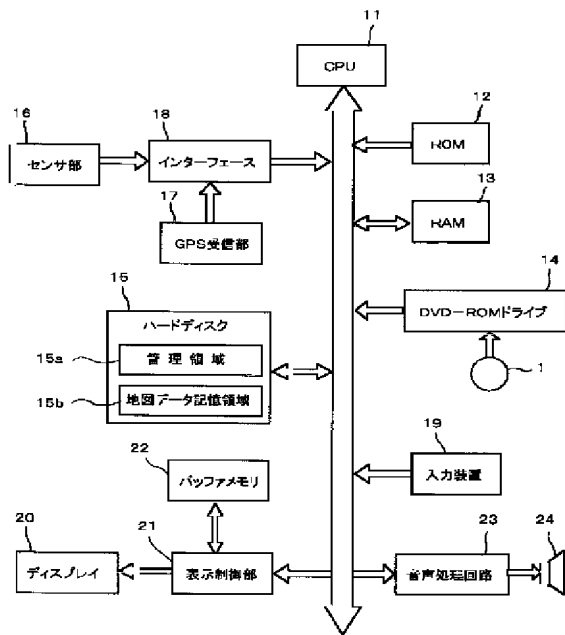 11
CPU
16
センサ部
18
インターフェース
12
ROM
17
GPS受信部
13
RAM
15
ハードディスク
15a
管理領域
15b
地図データ記憶領域
14
DVD-ROMドライブ
1
22
バッファメモリ
19
入力装置
20
ディスプレイ
21
表示制御部
23
音声処理回路
24